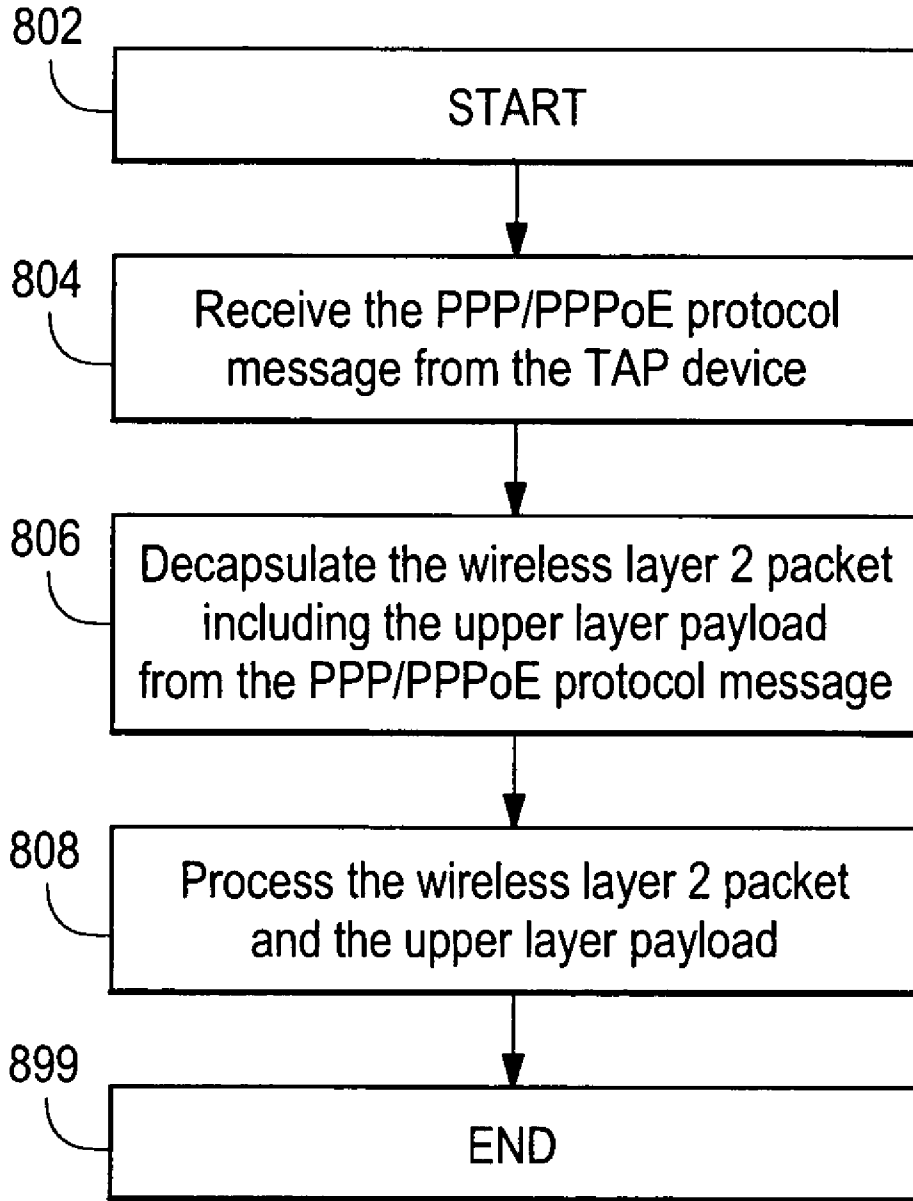 802
START
804
Receive the PPP/PPPoE protocol
message from the TAP device
806
Decapsulate the wireless layer 2 packet
including the upper layer payload
from the PPP/PPPoE protocol message
808
Process the wireless layer 2 packet
and the upper layer payload
899
END